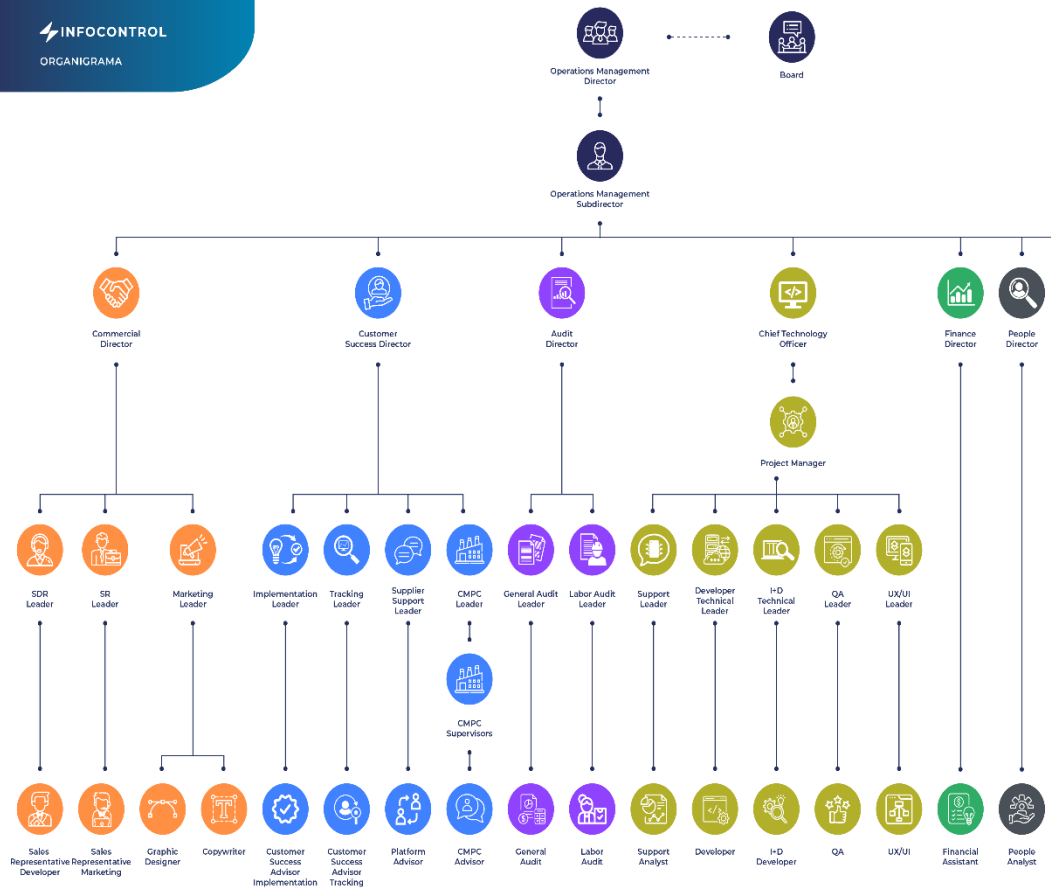 INFOCONTROL
ORGANIGRAMA
Operations Management
Director
Board
Operations Management
Subdirector
Commercial
Director
Customer
Success Director
Audit
Director
Chief Technology
Officer
Finance
Director
People
Director
Project Manager
SDR
Leader
SR
Leader
Marketing
Leader
Implementation
Leader
Tracking
Leader
Supplier
Support
Leader
CMPC
Leader
General Audit
Leader
Labor Audit
Leader
Support
Leader
Developer
Technical
Leader
I+D
Technical
Leader
QA
Leader
UX/UI
Leader
CMPC
Supervisors
Sales
Representative
Developer
Sales
Representative
Marketing
Graphic
Designer
Copywriter
Customer
Success
Advisor
Implementation
Customer
Success
Advisor
Tracking
Platform
Advisor
CMPC
Advisor
General
Audit
Labor
Audit
Support
Analyst
Developer
I+D
Developer
QA
UX/UI
Financial
Assistant
People
Analyst